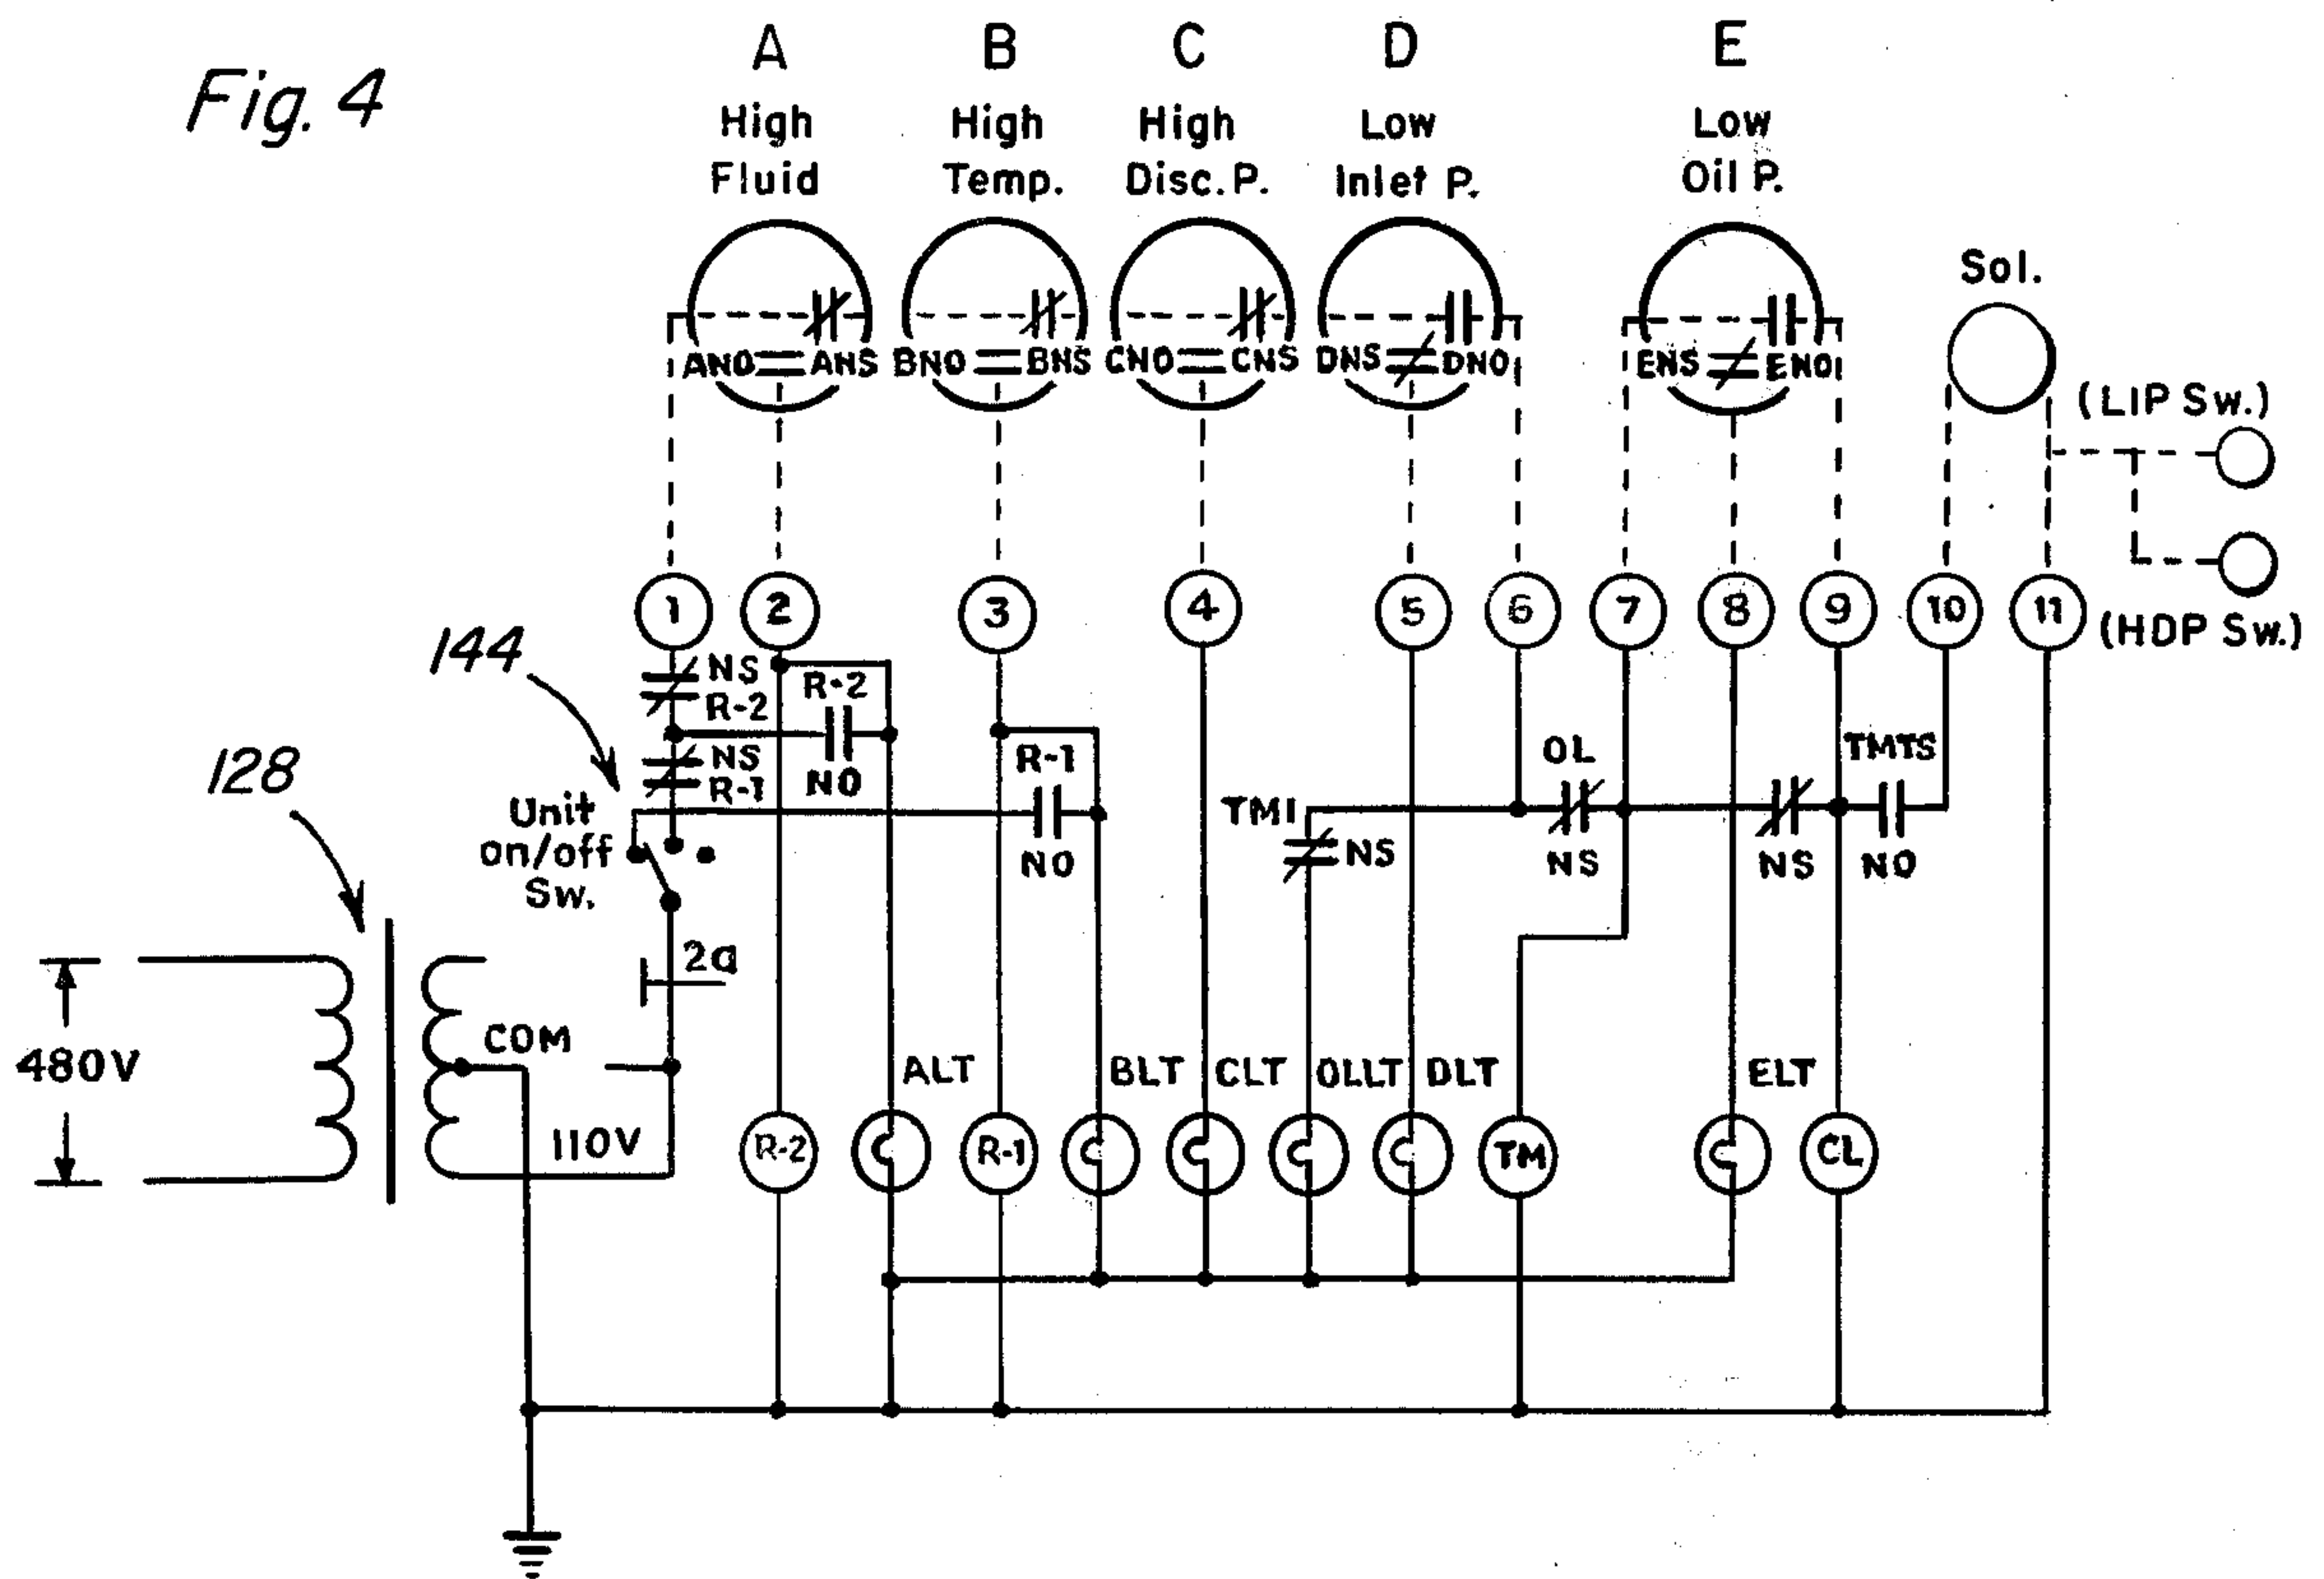 Fig. 4
A B C D E
High Fluid
High Temp.
High Disc. P.
Low Inlet P.
Low Oil P.
Sol.
ANO ANS BNO BNS CNO CNS DNS DNO ENS ENO
(LIP Sw.)
(HDP Sw.)
1 2 3 4 5 6 7 8 9 10 11
144
NS
R-2
R-2
NO
NS
R-1
R-1
NO
128
Unit
on/off
Sw.
TM1
NS
OL
NS
NS
TMTS
NO
2a
480V
COM
110V
ALT BLT CLT OLLT DLT ELT
R-2 R-1 TM CL